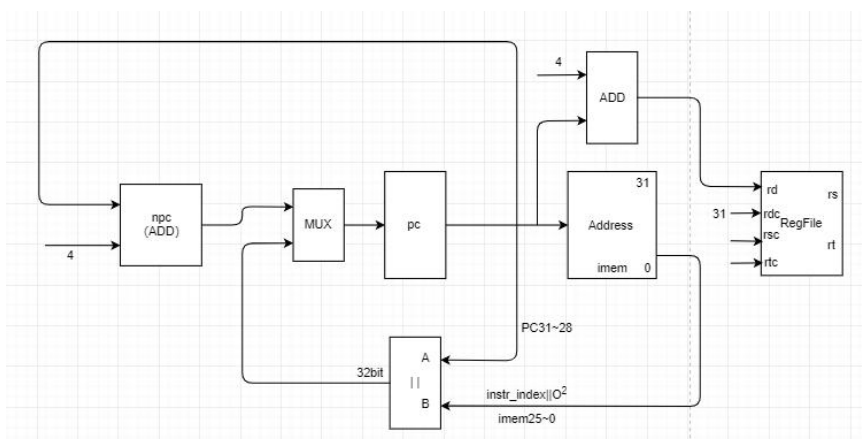 4
ADD
31
rd
rs
npc
(ADD)
MUX
pc
Address
31
rdc
rsc
RegFile
rt
4
imem
0
rtc
PC31~28
A
32bit
||
B
instr_index||O2
imem25~0